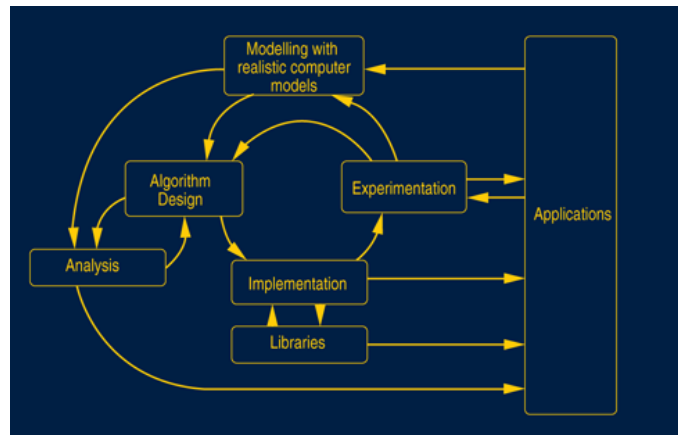 Modelling with
realistic computer
models
Algorithm
Design
Experimentation
Applications
Analysis
Implementation
Libraries